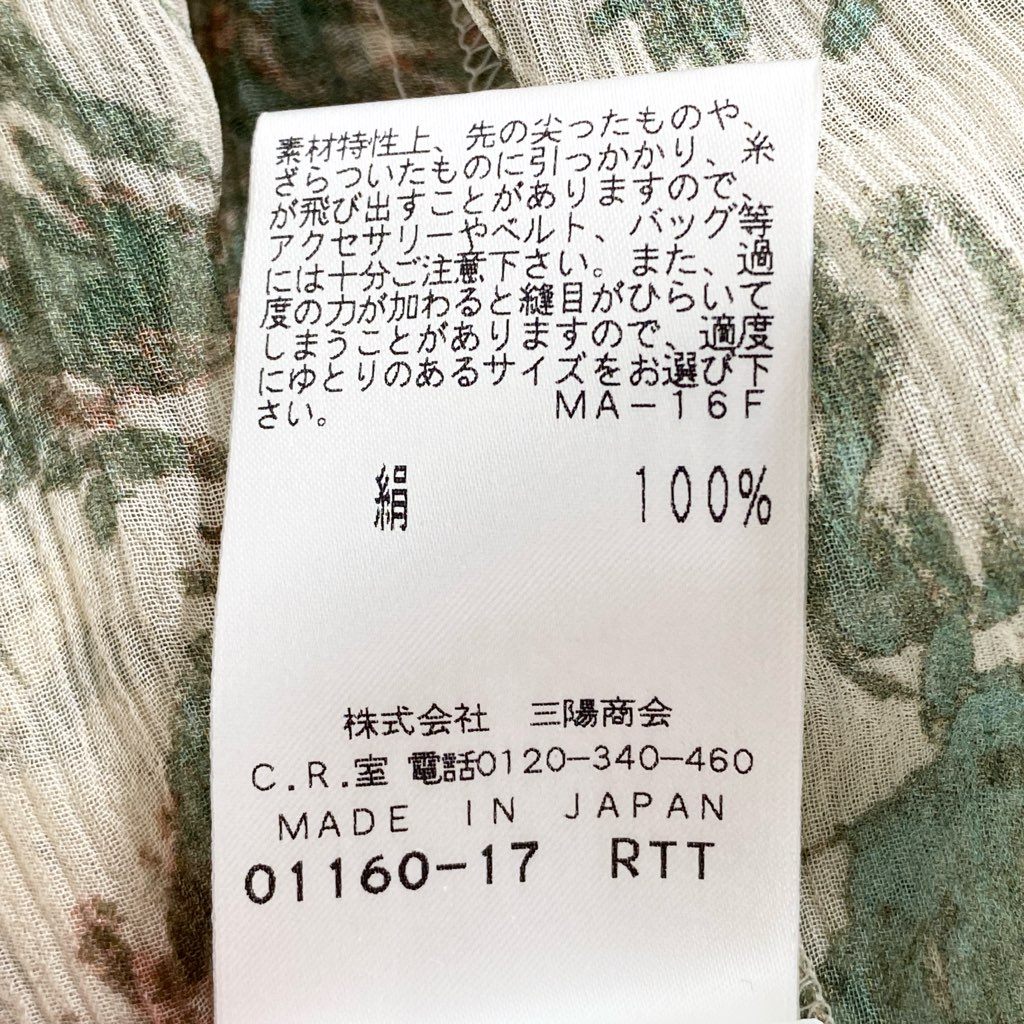 素材特性上、先の尖ったものや、
ざらついたものに引っかかり、糸
が飛び出すことがありますので、
アクセサリーやベルト、バッグ等
には十分ご注意下さい。また、過
度の力が加わると縫目がひらいて
しまうことがありますので、適度
にゆとりのあるサイズをお選び下
さい。 MA-16F
絹 100%
株式会社 三陽商会
C.R.室 電話0120-340-460
MADE IN JAPAN
01160-17 RTT